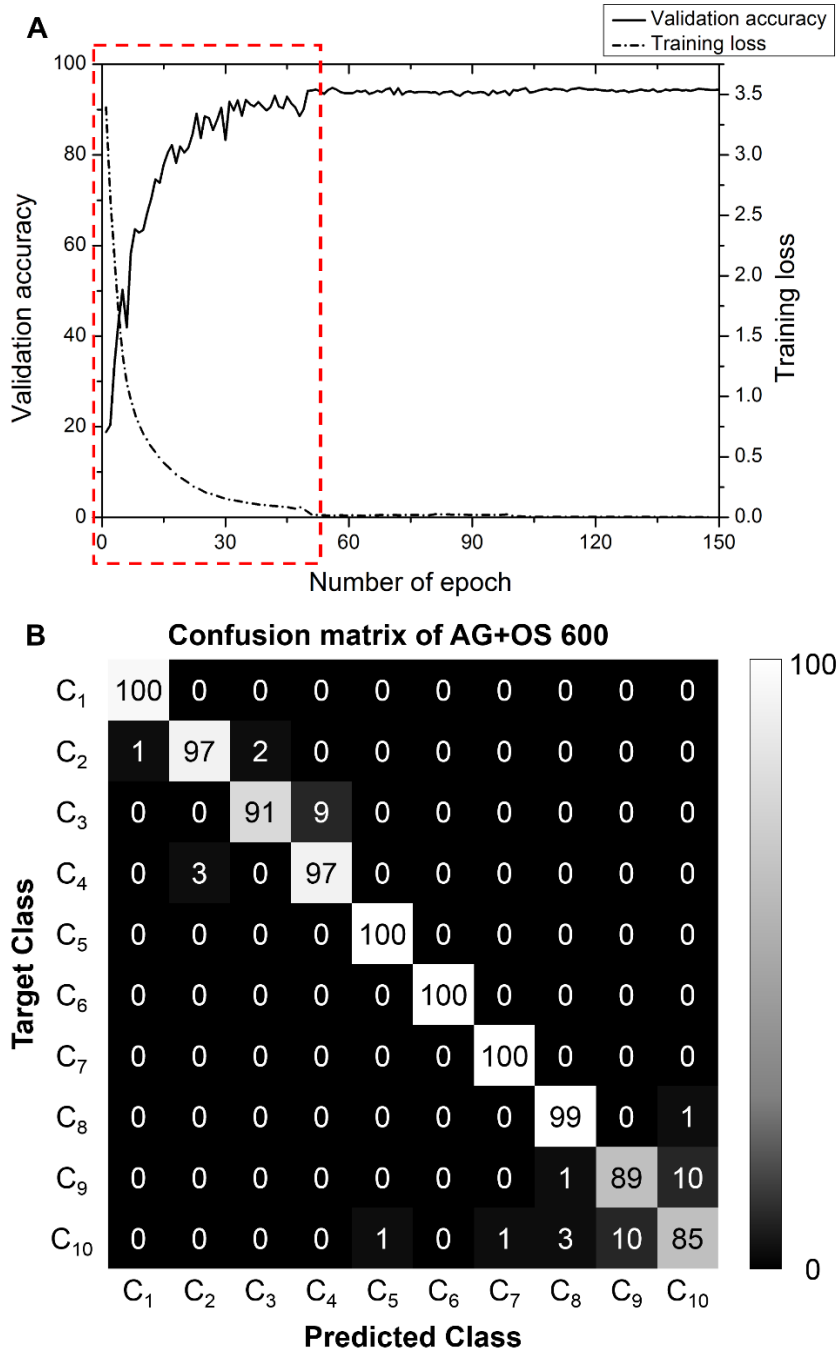 A
Validation accuracy
Training loss
100
80
60
40
20
0
Validation accuracy
3.5
3.0
2.5
2.0
1.5
1.0
0.5
0.0
Training loss
0 30 60 90 120 150
Number of epoch
B Confusion matrix of AG+OS 600
Target Class
C1 100 0 0 0 0 0 0 0 0 0
C2 1 97 2 0 0 0 0 0 0 0
C3 0 0 91 9 0 0 0 0 0 0
C4 0 3 0 97 0 0 0 0 0 0
C5 0 0 0 0 100 0 0 0 0 0
C6 0 0 0 0 0 100 0 0 0 0
C7 0 0 0 0 0 0 100 0 0 0
C8 0 0 0 0 0 0 0 99 0 1
C9 0 0 0 0 0 0 0 1 89 10
C10 0 0 0 0 1 0 1 3 10 85
C1 C2 C3 C4 C5 C6 C7 C8 C9 C10
Predicted Class
100
0